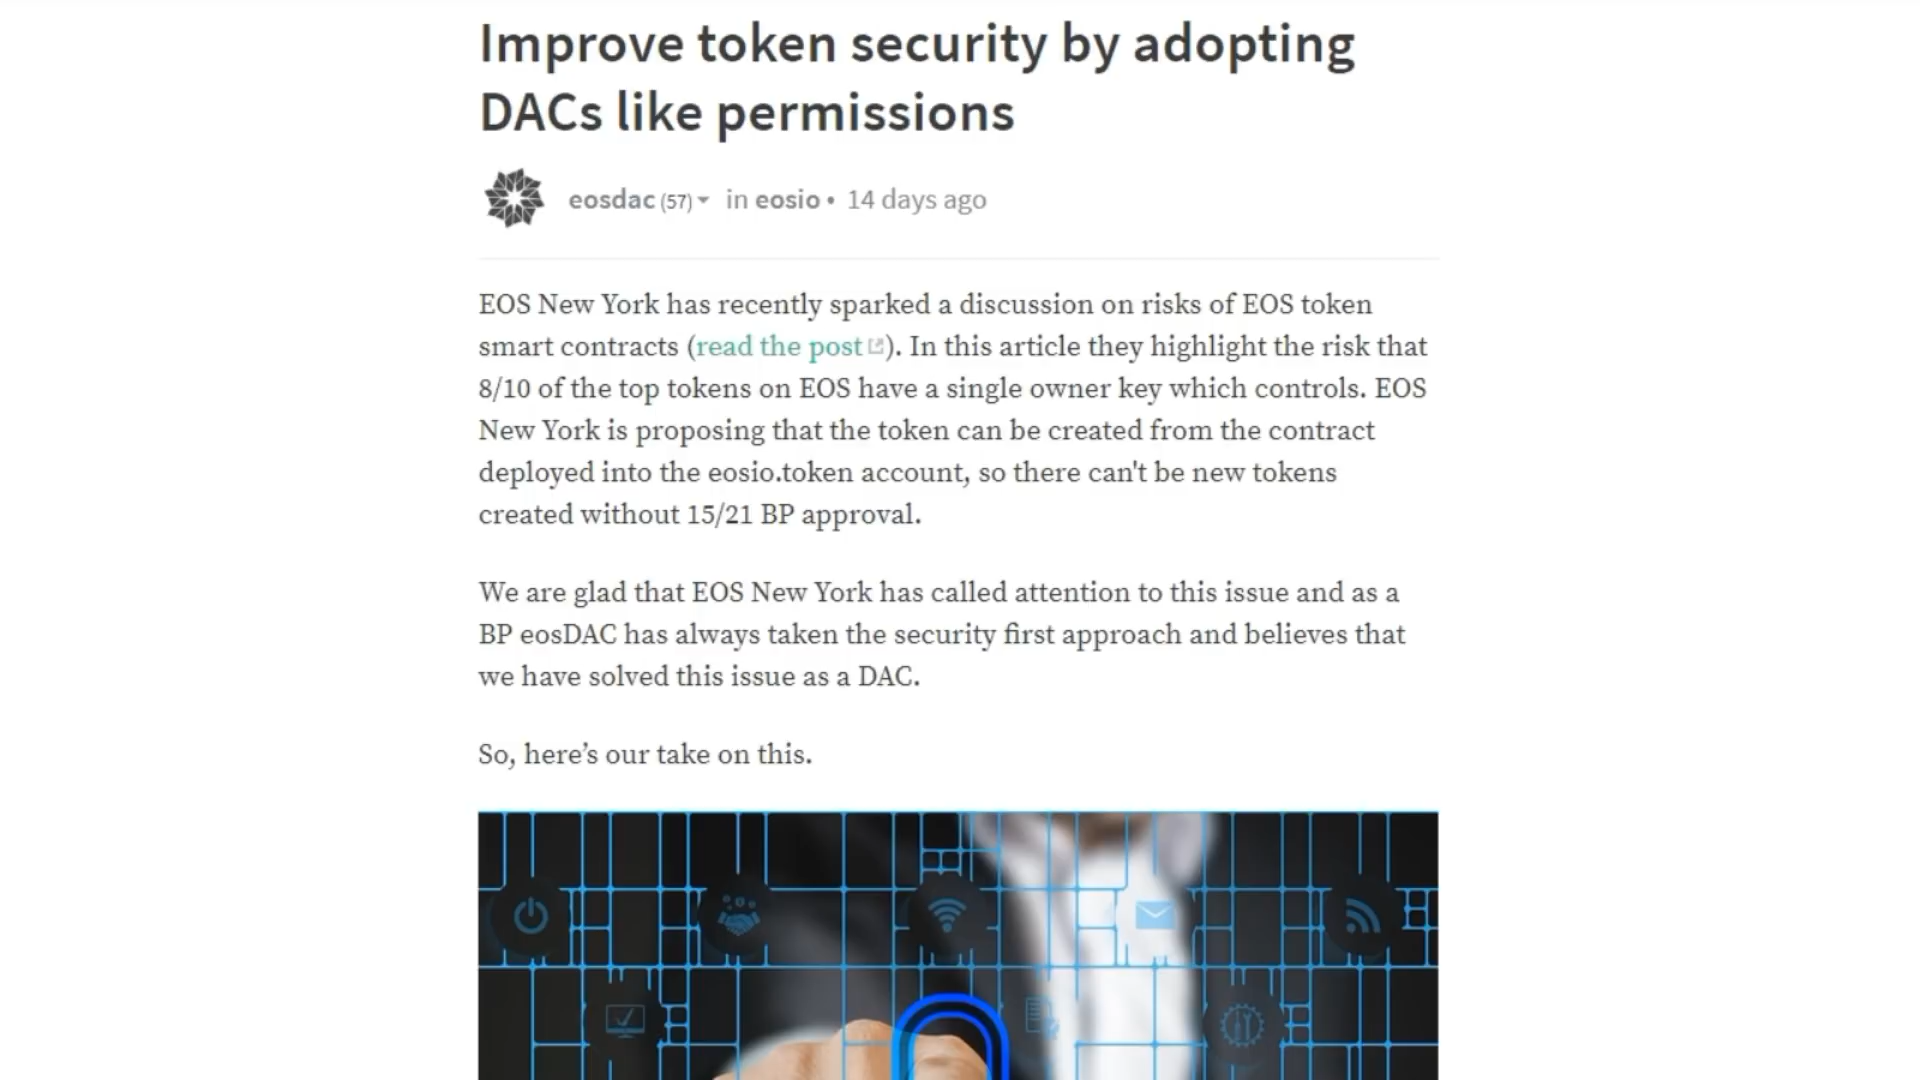 Improve token security by adopting
DACs like permissions
eosdac (57) in eosio • 14 days ago
EOS New York has recently sparked a discussion on risks of EOS token
smart contracts (read the post). In this article they highlight the risk that
8/10 of the top tokens on EOS have a single owner key which controls. EOS
New York is proposing that the token can be created from the contract
deployed into the eosio.token account, so there can't be new tokens
created without 15/21 BP approval.
We are glad that EOS New York has called attention to this issue and as a
BP eosDAC has always taken the security first approach and believes that
we have solved this issue as a DAC.
So, here’s our take on this.